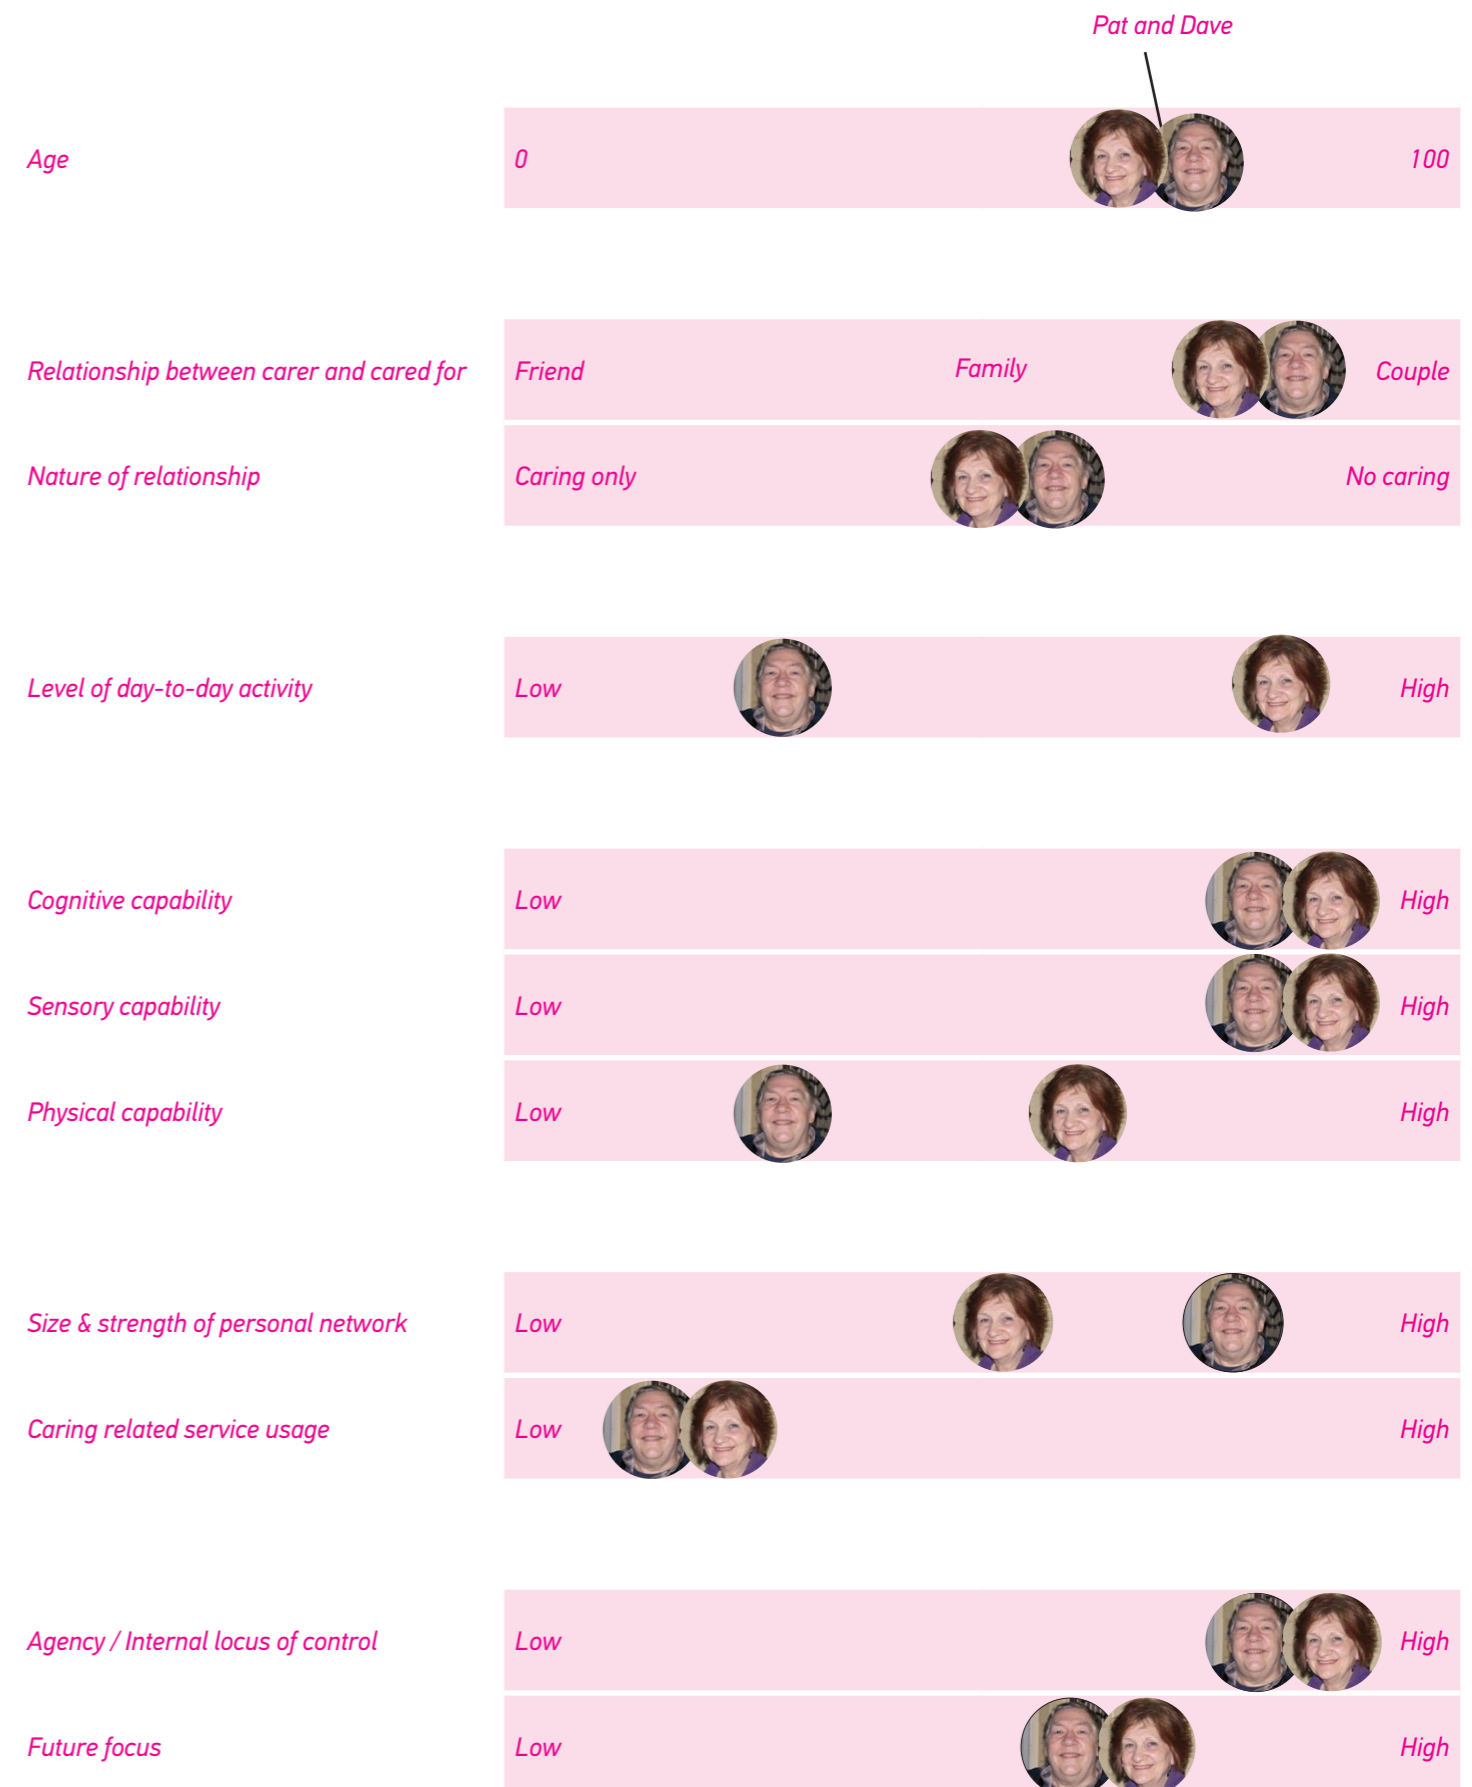 Pat and Dave
Age 0 100
Relationship between carer and cared for Friend Family Couple
Nature of relationship Caring only No caring
Level of day-to-day activity Low High
Cognitive capability Low High
Sensory capability Low High
Physical capability Low High
Size & strength of personal network Low High
Caring related service usage Low High
Agency / Internal locus of control Low High
Future focus Low High